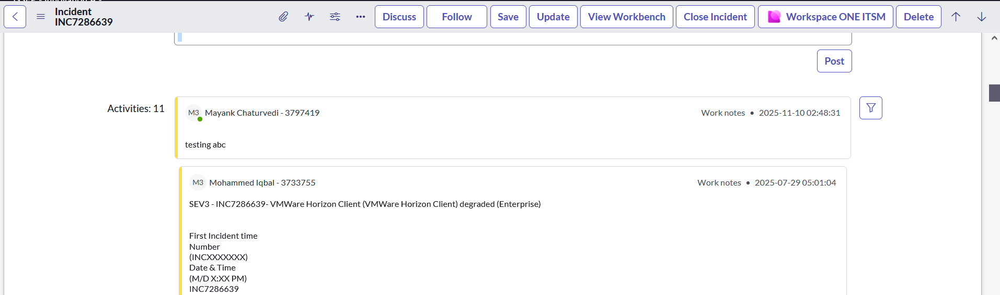 Incident
INC7286639
Discuss
Follow
Save
Update
View Workbench
Close Incident
Workspace ONE ITSM
Delete
Post
Activities: 11
M3 Mayank Chaturvedi - 3797419 Work notes • 2025-11-10 02:48:31
testing abc
M3 Mohammed Iqbal - 3733755 Work notes • 2025-07-29 05:01:04
SEV3 - INC7286639- VMWare Horizon Client (VMWare Horizon Client) degraded (Enterprise)
First Incident time
Number
(INCXXXXXXX)
Date & Time
(M/D X:XX PM)
INC7286639